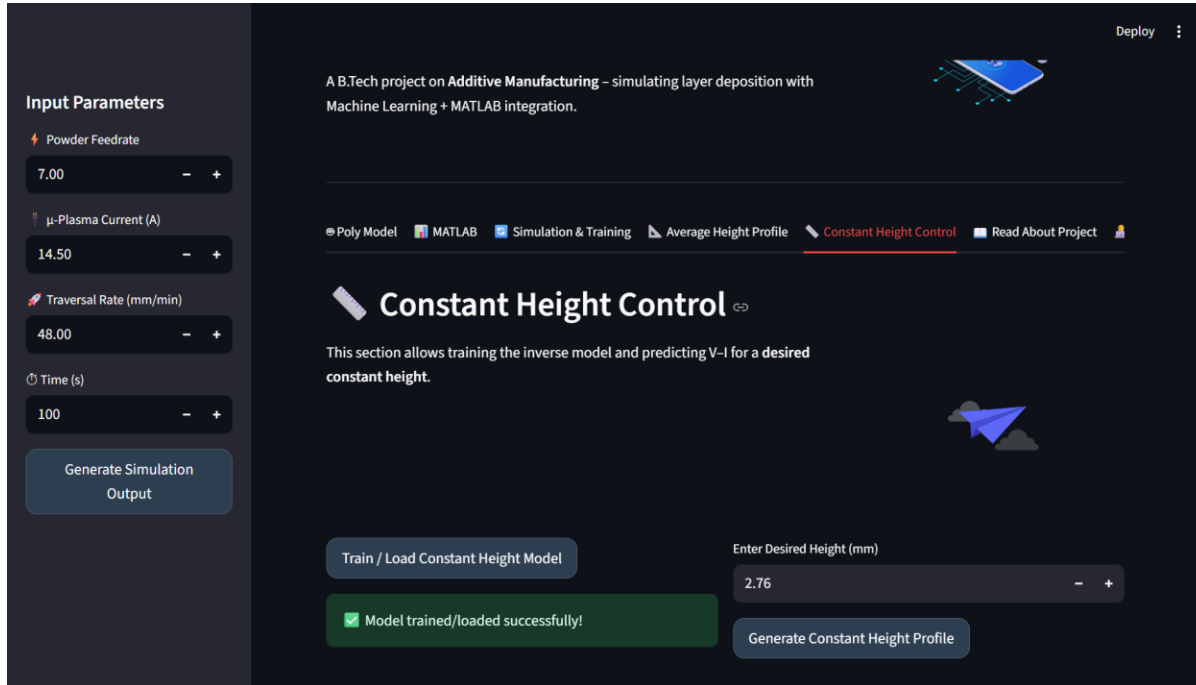 Deploy
Input Parameters
Powder Feedrate
7.00
μ-Plasma Current (A)
14.50
Traversal Rate (mm/min)
48.00
Time (s)
100
Generate Simulation
Output
A B.Tech project on Additive Manufacturing – simulating layer deposition with
Machine Learning + MATLAB integration.
Poly Model MATLAB Simulation & Training Average Height Profile Constant Height Control Read About Project
Constant Height Control
This section allows training the inverse model and predicting V–I for a desired
constant height.
Train / Load Constant Height Model
Model trained/loaded successfully!
Enter Desired Height (mm)
2.76
Generate Constant Height Profile